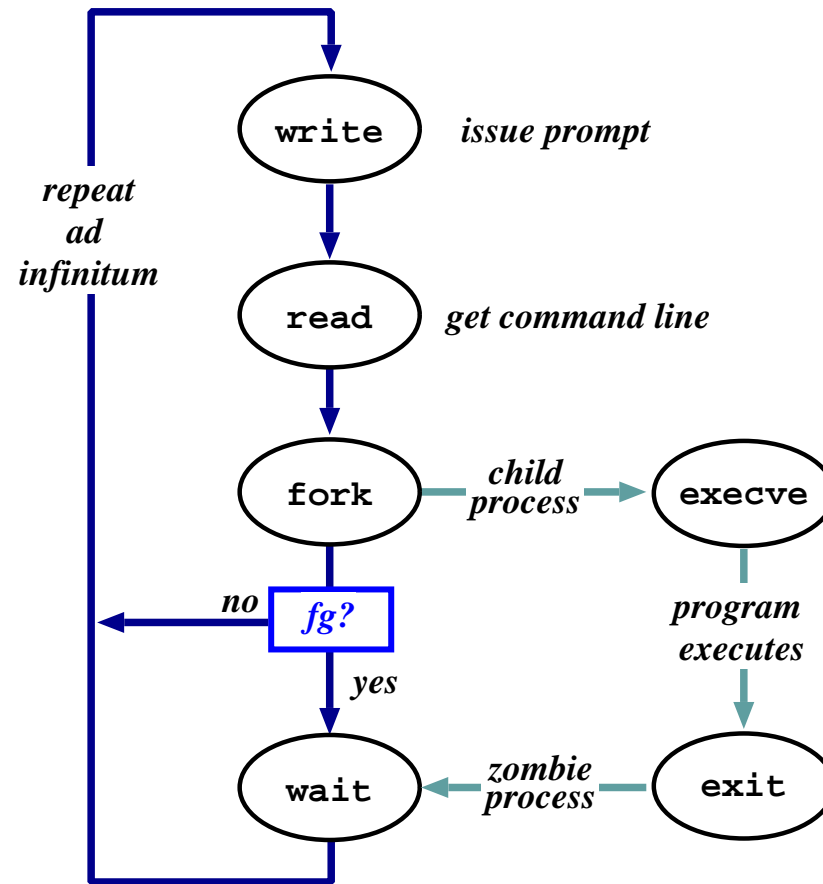 write
issue prompt
repeat
ad
infinitum
read
get command line
fork
child
process
execve
no
fg?
program
executes
yes
wait
zombie
process
exit